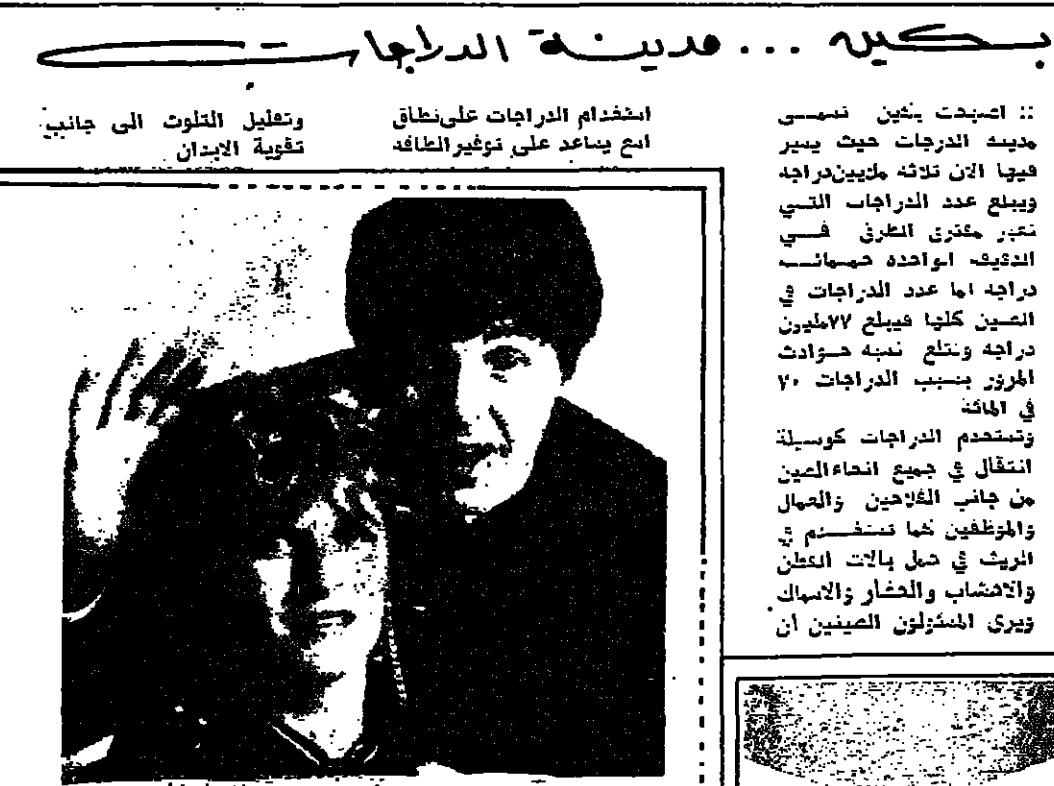 بكين ... مدينة الدراجات
:: اصبحت بكين تسمى
مدينة الدرجات حيث يسير
فيها الان ثلاثة ملايين دراجة
ويبلغ عدد الدراجات التي
تعبر مفترق الطرق في
الدقيقة الواحدة خمسمائة
دراجة اما عدد الدراجات في
الصين كلها فيبلغ ٧٧ مليون
دراجة وتبلغ نسبة حوادث
المرور بسبب الدراجات ٧٠
في المائة
وتستخدم الدراجات كوسيلة
انتقال في جميع انحاء الصين
من جانب الفلاحين والعمال
والموظفين كما تستخدم في
الريف في نقل بالات القطن
والاخشاب والخضار والاسماك
ويرى المسئولون الصينين ان
استخدام الدراجات على نطاق
يساعد على توفير الطاقة
وتقليل التلوث الى جانب
تقوية الابدان